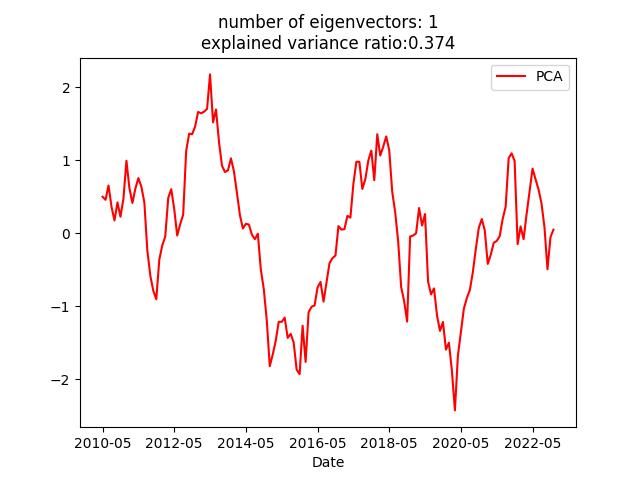 number of eigenvectors: 1
explained variance ratio:0.374
PCA
2
1
0
−1
−2
2010-05 2012-05 2014-05 2016-05 2018-05 2020-05 2022-05
Date